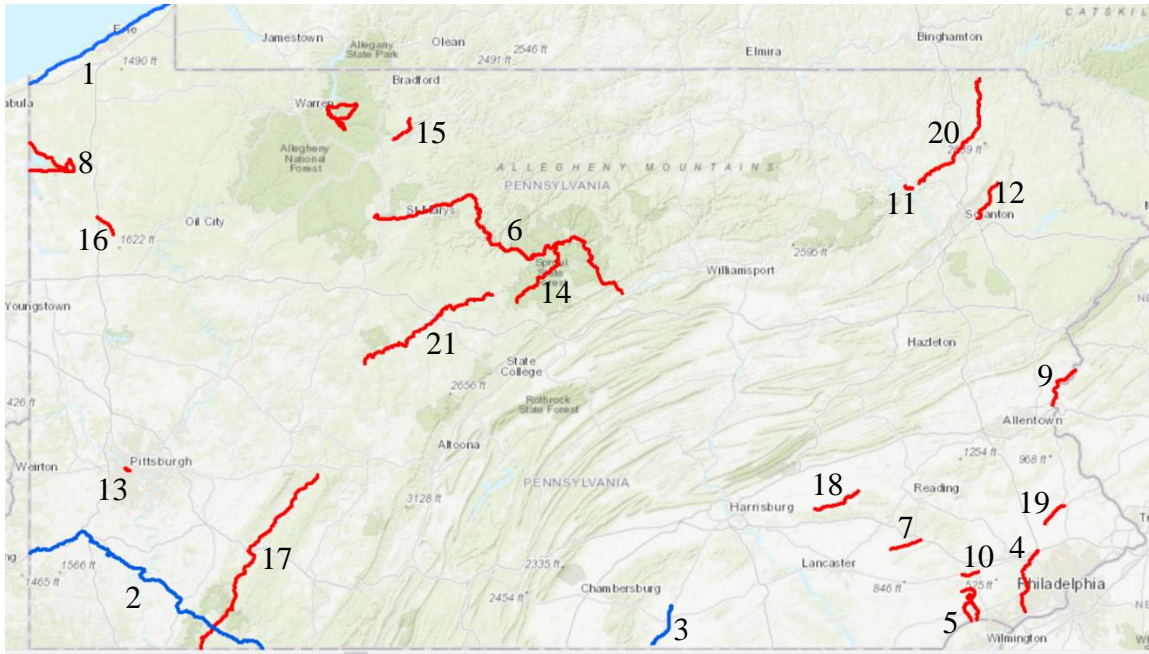 CATSKIL
Erie
Jamestown
Allegany
State Park
Olean
2546 ft
2491 ft
Elmira
Binghamton
1
1490 ft
Bradford
abula
Warren
15
20
8
Allegheny
National
Forest
ALLEGHENY MOUNTAINS
PENNSYLVANIA
11
12
Scranton
16
Oil City
1622 ft
St Marys
6
Sproul
State
Forest
14
Williamsport
2595 ft
Youngstown
21
State
College
Hazleton
9
2656 ft
Rothrock
State Forest
426 ft
Allentown
Altoona
Weirton
Pittsburgh
13
1254 ft
968 ft
3128 ft
PENNSYLVANIA
18
Reading
19
Harrisburg
17
7
4
1566 ft
1465 ft
2
2335 ft
2454 ft
Chambersburg
Lancaster
846 ft
10
525 ft
Philadelphia
3
5
Wilmington